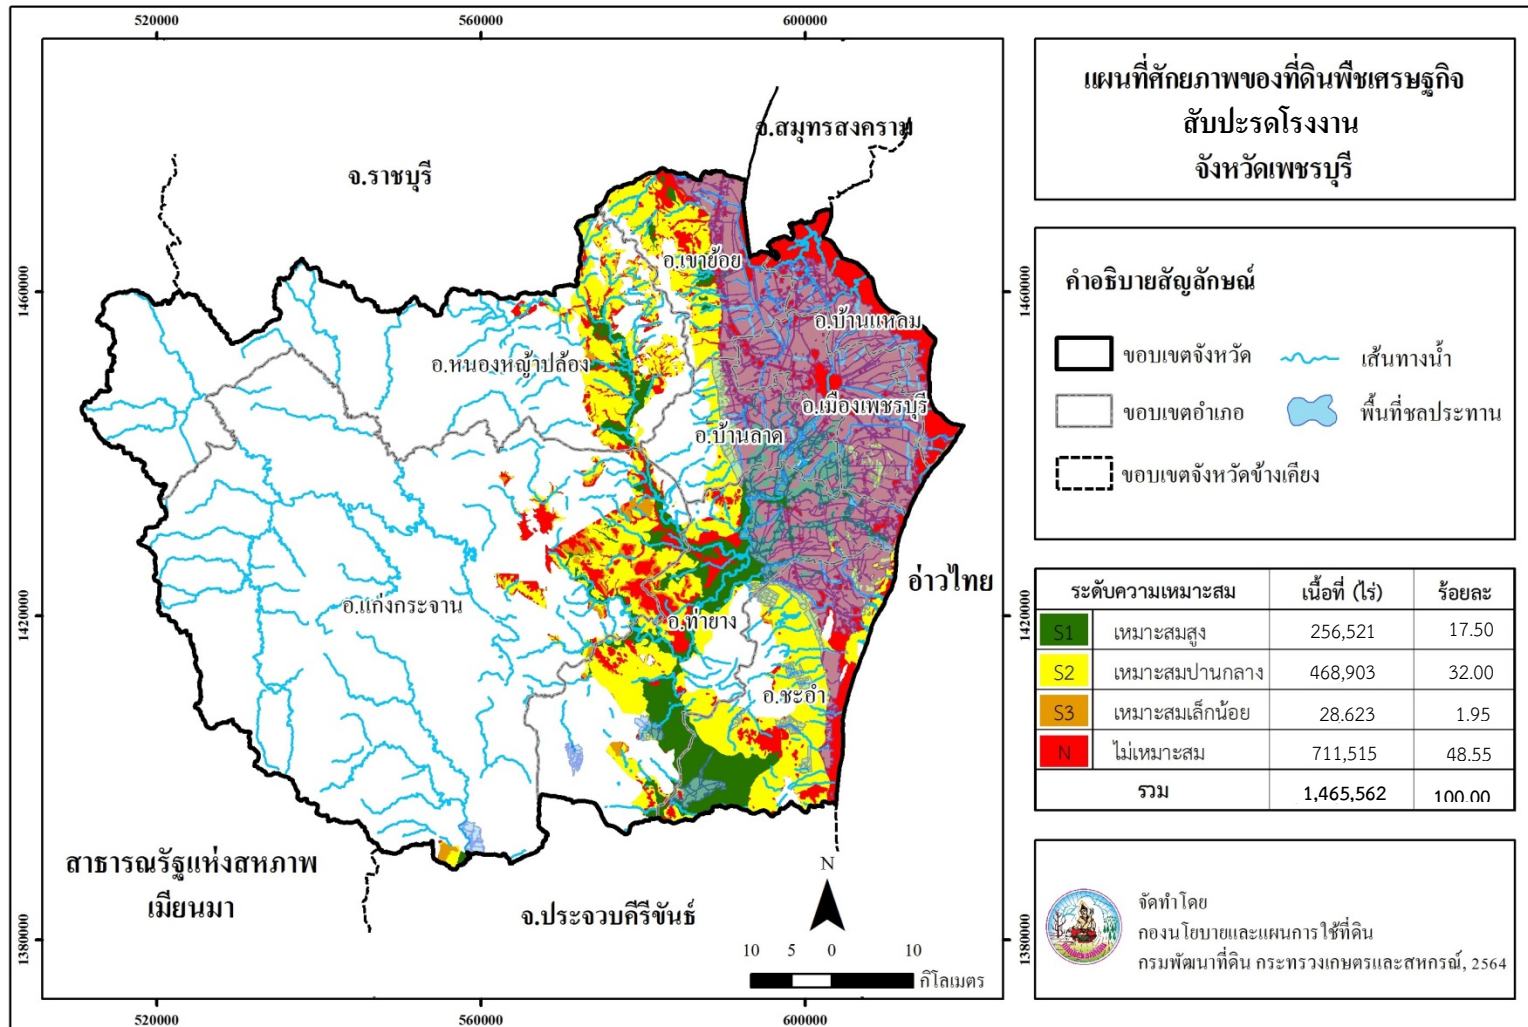 520000
560000
600000
1460000
1420000
1380000
จ.สมุทรสงคราม
จ.ราชบุรี
อ.เขาย้อย
อ.บ้านแหลม
อ.หนองหญ้าปล้อง
อ.เมืองเพชรบุรี
อ.บ้านลาด
อ่าวไทย
อ.แก่งกระจาน
อ.ท่ายาง
อ.ชะอำ
สาธารณรัฐแห่งสหภาพ
เมียนมา
จ.ประจวบคีรีขันธ์
N
10 5 0 10
กิโลเมตร
1460000
1420000
1380000
520000
560000
600000
แผนที่ศักยภาพของที่ดินพืชเศรษฐกิจ
สับปะรดโรงงาน
จังหวัดเพชรบุรี
คำอธิบายสัญลักษณ์
ขอบเขตจังหวัด เส้นทางน้ำ
ขอบเขตอำเภอ พื้นที่ชลประทาน
ขอบเขตจังหวัดข้างเคียง
ระดับความเหมาะสม เนื้อที่ (ไร่) ร้อยละ
S1 เหมาะสมสูง 256,521 17.50
S2 เหมาะสมปานกลาง 468,903 32.00
S3 เหมาะสมเล็กน้อย 28.623 1.95
N ไม่เหมาะสม 711,515 48.55
รวม 1,465,562 100.00
จัดทำโดย
กองนโยบายและแผนการใช้ที่ดิน
กรมพัฒนาที่ดิน กระทรวงเกษตรและสหกรณ์, 2564